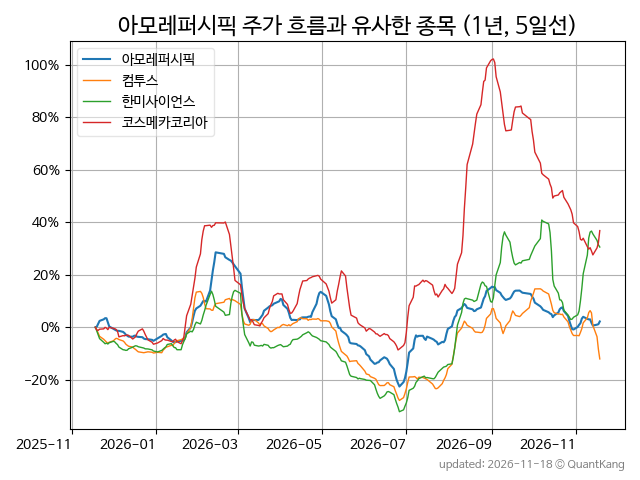 아모레퍼시픽 주가 흐름과 유사한 종목 (1년, 5일선)
아모레퍼시픽
컴투스
한미사이언스
코스메카코리아
100%
80%
60%
40%
20%
0%
−20%
2025−11
2026−01
2026−03
2026−05
2026−07
2026−09
2026−11
updated: 2026−11−18 © QuantKang